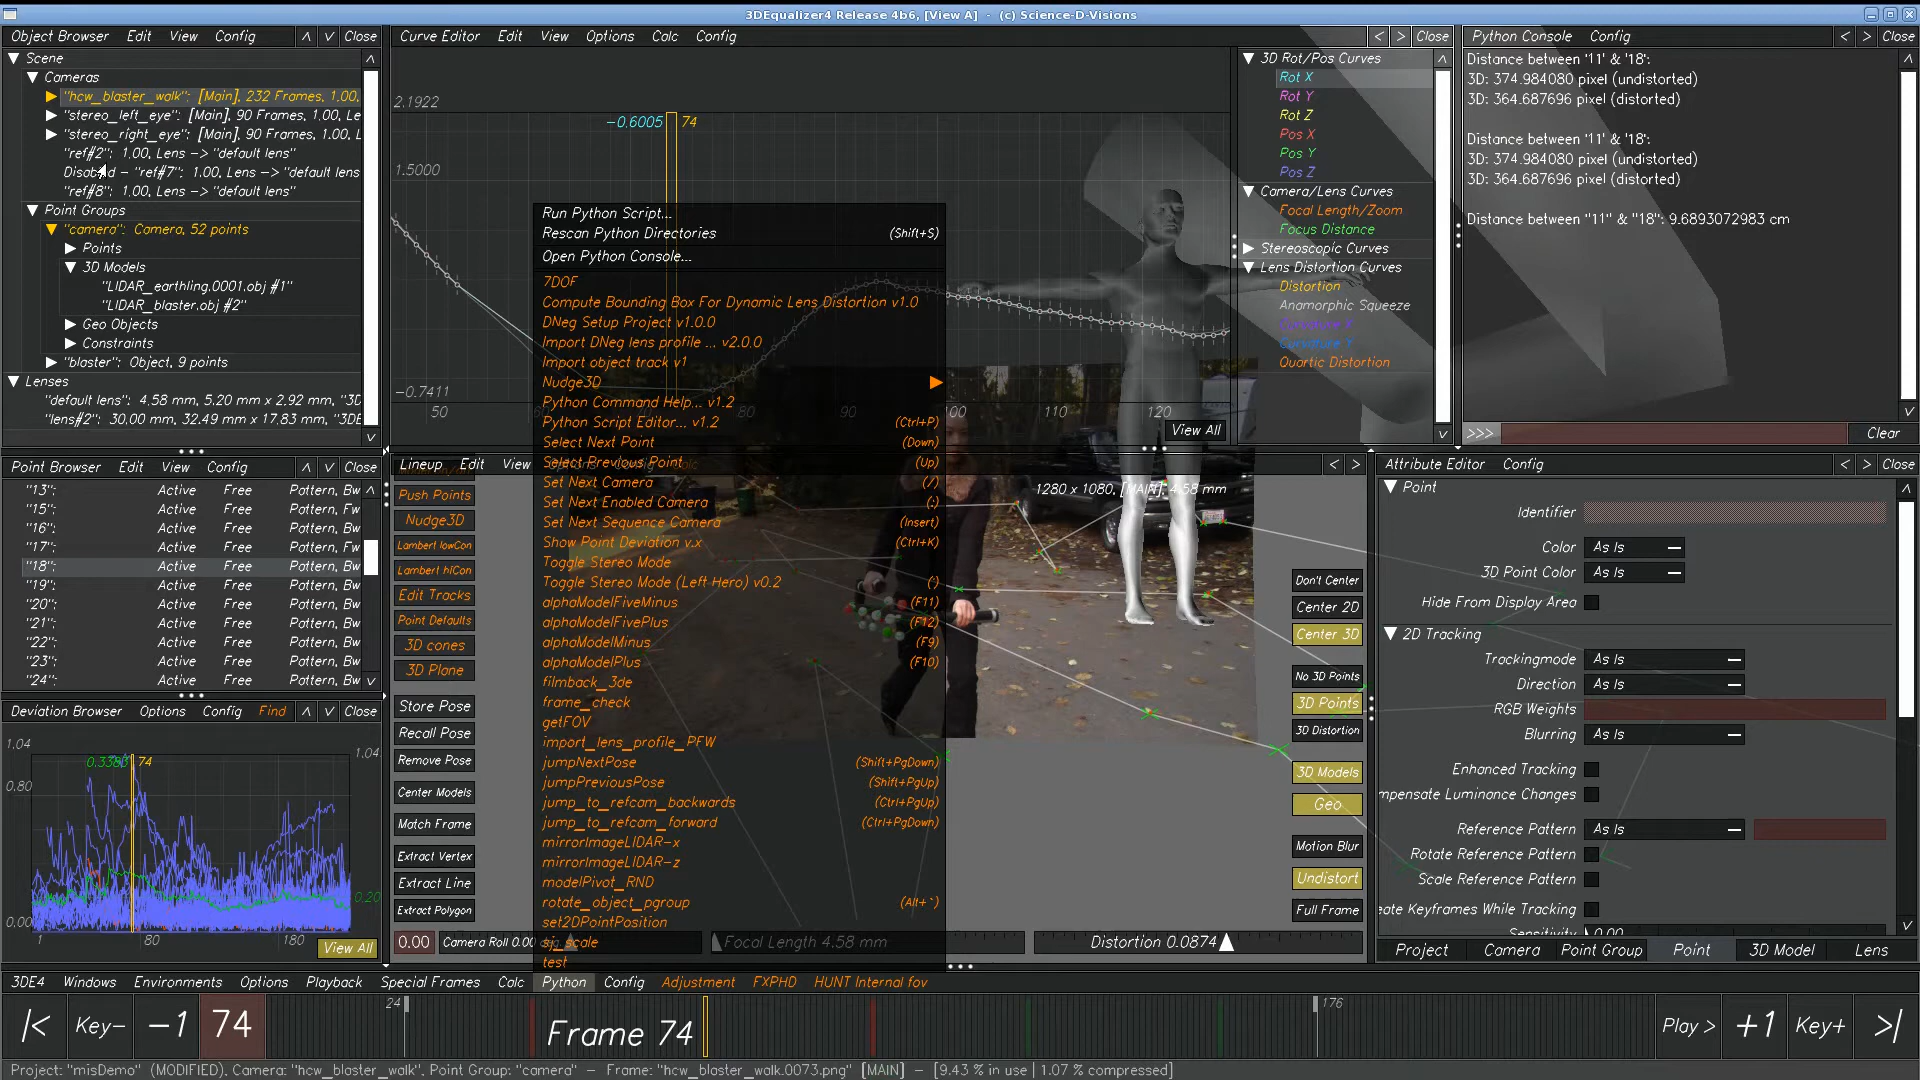 3DEqualizer4 Release 4b6, [View A]  -  (c) Science-D-Visions
Object Browser Edit View Config Close
Scene
Cameras
"hcw_blaster_walk": [Main], 232 Frames, 1.00,
"stereo_left_eye": [Main], 90 Frames, 1.00, Le
"stereo_right_eye": [Main], 90 Frames, 1.00, L
"ref#2": 1.00, Lens -> "default lens"
Disabled - "ref#7": 1.00, Lens -> "default lens
"ref#8": 1.00, Lens -> "default lens"
Point Groups
"camera": Camera, 52 points
Points
3D Models
"LIDAR_earthling.0001.obj #1"
"LIDAR_blaster.obj #2"
Geo Objects
Constraints
"blaster": Object, 9 points
Lenses
"default lens": 4.58 mm, 5.20 mm x 2.92 mm, "3D
"lens#2": 30.00 mm, 32.49 mm x 17.83 mm, "3DE
Curve Editor Edit View Options Calc Config < > Close
2.1922
-0.6005 74
1.5000
-0.7411
50 80 90 100 110 120
View All
3D Rot/Pos Curves
Rot X
Rot Y
Rot Z
Pos X
Pos Y
Pos Z
Camera/Lens Curves
Focal Length/Zoom
Focus Distance
Stereoscopic Curves
Lens Distortion Curves
Distortion
Anamorphic Squeeze
Curvature X
Curvature Y
Quartic Distortion
Python Console Config < > Close
Distance between '11' & '18':
3D: 374.984080 pixel (undistorted)
3D: 364.687696 pixel (distorted)
Distance between '11' & '18':
3D: 374.984080 pixel (undistorted)
3D: 364.687696 pixel (distorted)
Distance between "11" & "18": 9.6893072983 cm
>>> Clear
Run Python Script...
Rescan Python Directories (Shift+S)
Open Python Console...
7DOF
Compute Bounding Box For Dynamic Lens Distortion v1.0
DNeg Setup Project v1.0.0
Import DNeg lens profile ... v2.0.0
Import object track v1
Nudge3D
Python Command Help... v1.2
Python Script Editor... v1.2 (Ctrl+P)
Select Next Point (Down)
Select Previous Point (Up)
Set Next Camera (/)
Set Next Enabled Camera (;)
Set Next Sequence Camera (Insert)
Show Point Deviation v.x (Ctrl+K)
Toggle Stereo Mode
Toggle Stereo Mode (Left Hero) v0.2 (')
alphaModelFiveMinus (F11)
alphaModelFivePlus (F12)
alphaModelMinus (F9)
alphaModelPlus (F10)
filmback_3de
frame_check
getFOV
import_lens_profile_PFW
jumpNextPose (Shift+PgDown)
jumpPreviousPose (Shift+PgUp)
jump_to_refcam_backwards (Ctrl+PgUp)
jump_to_refcam_forward (Ctrl+PgDown)
mirrorImageLIDAR-x
mirrorImageLIDAR-z
modelPivot_RND
rotate_object_pgroup (Alt+`)
set2DPointPosition
sj_scale
test
Point Browser Edit View Config Close
"13": Active Free Pattern, Bw
"15": Active Free Pattern, Fw
"16": Active Free Pattern, Bw
"17": Active Free Pattern, Fw
"18": Active Free Pattern, Bw
"19": Active Free Pattern, Bw
"20": Active Free Pattern, Bw
"21": Active Free Pattern, Bw
"22": Active Free Pattern, Bw
"23": Active Free Pattern, Bw
"24": Active Free Pattern, Bw
Deviation Browser Options Config Find Close
1.04 1.04
74
0.80
0.20
0.00
1 80 180
View All
Lineup Edit View < >
1280 x 1080, [MAIN], 4.58 mm
Push Points
Nudge3D
Lambert lowCon
Lambert hiCon
Edit Tracks
Point Defaults
3D cones
3D Plane
Store Pose
Recall Pose
Remove Pose
Center Models
Match Frame
Extract Vertex
Extract Line
Extract Polygon
Don't Center
Center 2D
Center 3D
No 3D Points
3D Points
3D Distortion
3D Models
Geo
Motion Blur
Undistort
Full Frame
0.00 Camera Roll 0.00 Focal Length 4.58 mm Distortion 0.0874
Attribute Editor Config < > Close
Point
Identifier
Color As Is
3D Point Color As Is
Hide From Display Area
2D Tracking
Trackingmode As Is
Direction As Is
RGB Weights
Blurring As Is
Enhanced Tracking
mpensate Luminance Changes
Reference Pattern As Is
Rotate Reference Pattern
Scale Reference Pattern
eate Keyframes While Tracking
Sensitivity 0.00
Project Camera Point Group Point 3D Model Lens
3DE4 Windows Environments Options Playback Special Frames Calc Python Config Adjustment FXPHD HUNT Internal fov
|< Key- -1 74 24 Frame 74 176 Play > +1 Key+ >|
Project: "misDemo" (MODIFIED), Camera: "hcw_blaster_walk", Point Group: "camera" - Frame: "hcw_blaster_walk.0073.png" [MAIN] - [9.43 % in use | 1.07 % compressed]